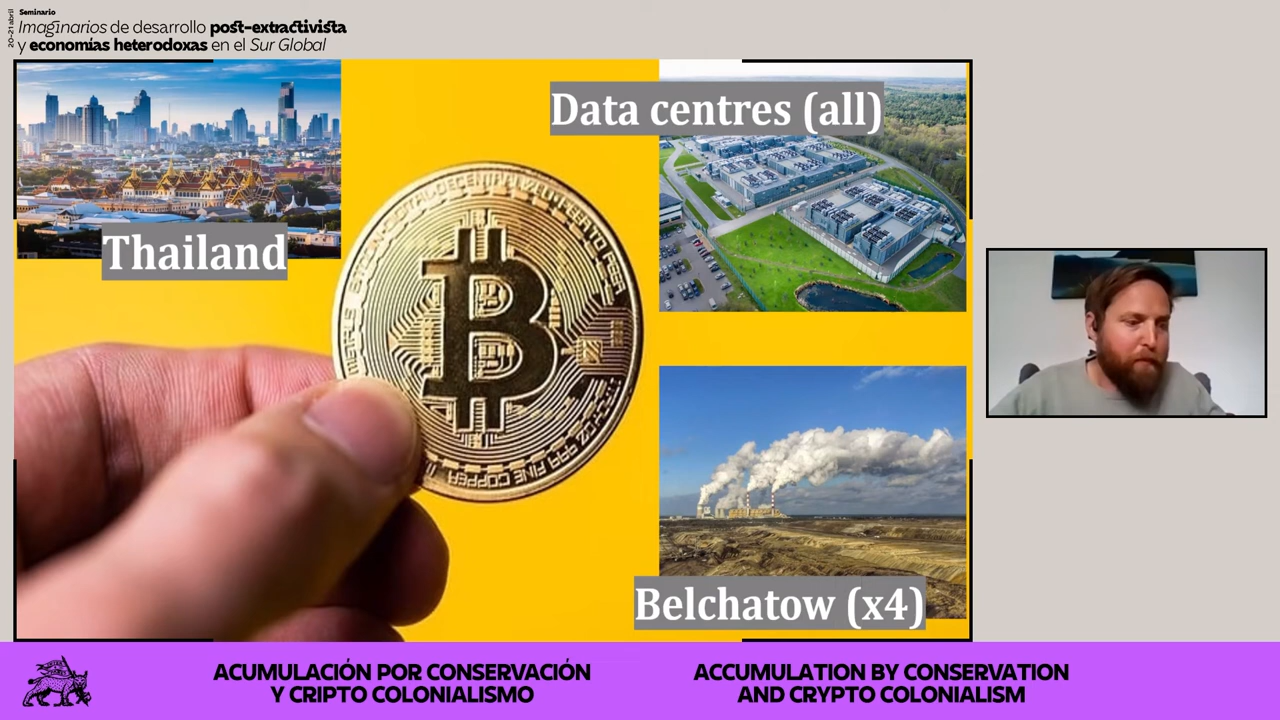 20-21 abril
Seminario
Imaginarios de desarrollo post-extractivista
y economías heterodoxas en el Sur Global
Thailand
Data centres (all)
Belchatow (x4)
ACUMULACIÓN POR CONSERVACIÓN
Y CRIPTO COLONIALISMO
ACCUMULATION BY CONSERVATION
AND CRYPTO COLONIALISM